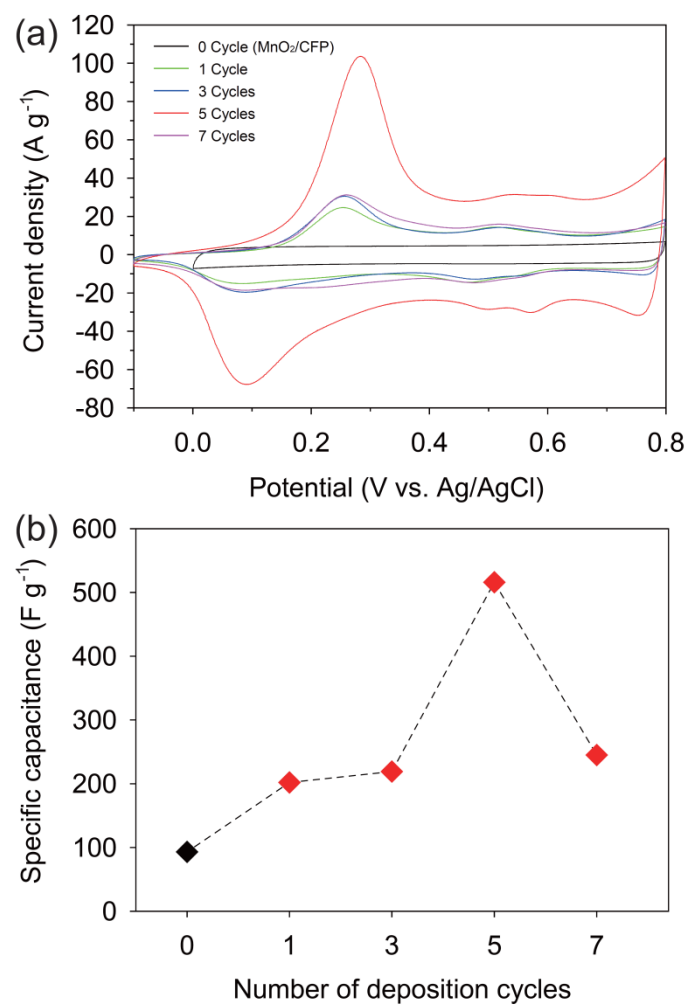 (a)
120
100
80
60
40
20
0
-20
-40
-60
-80
Current density (A g⁻¹)
0 Cycle (MnO₂/CFP)
1 Cycle
3 Cycles
5 Cycles
7 Cycles
0.0 0.2 0.4 0.6 0.8
Potential (V vs. Ag/AgCl)
(b)
600
500
400
300
200
100
0
Specific capacitance (F g⁻¹)
0 1 3 5 7
Number of deposition cycles